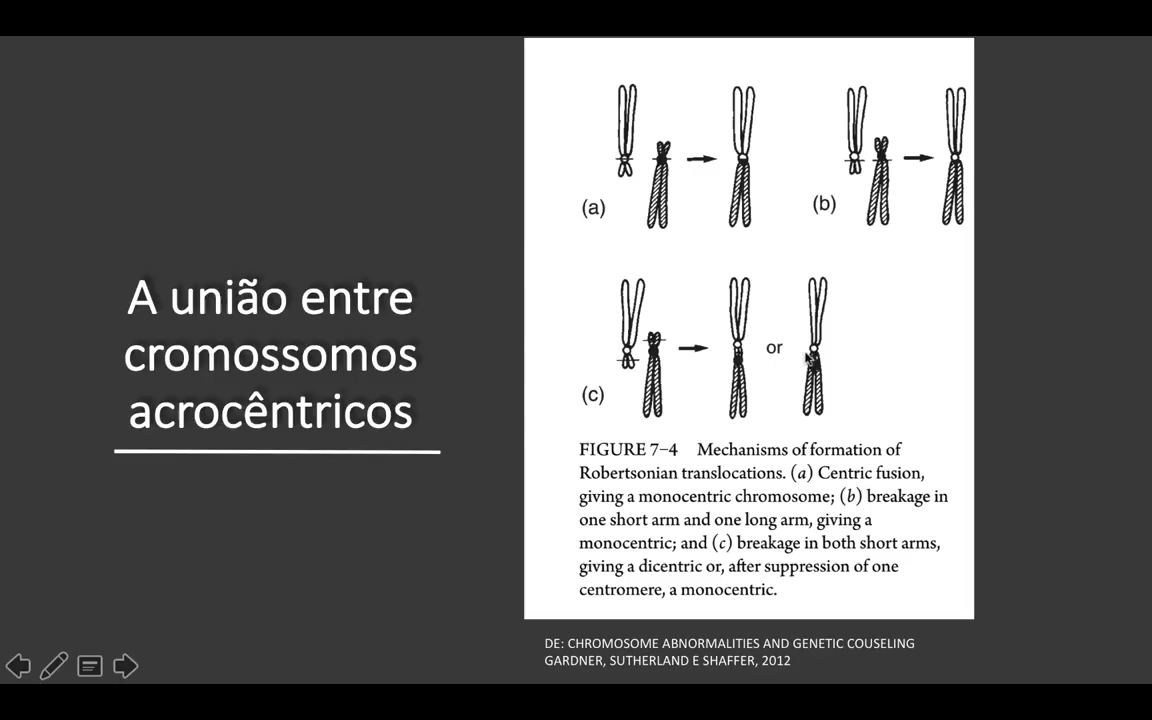 A união entre
cromossomos
acrocêntricos
(a)
(b)
(c)
or
FIGURE 7–4 Mechanisms of formation of
Robertsonian translocations. (a) Centric fusion,
giving a monocentric chromosome; (b) breakage in
one short arm and one long arm, giving a
monocentric; and (c) breakage in both short arms,
giving a dicentric or, after suppression of one
centromere, a monocentric.
DE: CHROMOSOME ABNORMALITIES AND GENETIC COUSELING
GARDNER, SUTHERLAND E SHAFFER, 2012